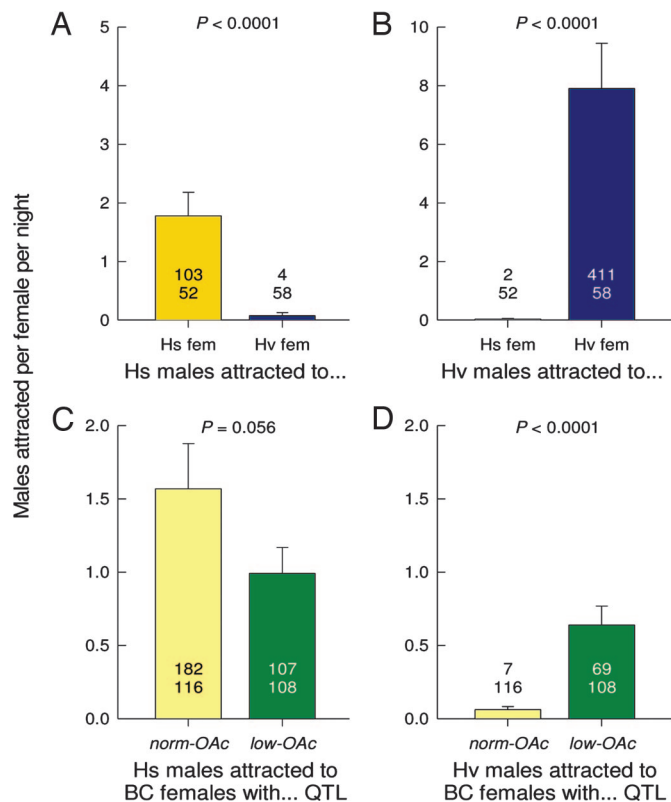 Males attracted per female per night
A
P < 0.0001
5
4
3
2
1
0
103
52
4
58
Hs fem
Hv fem
Hs males attracted to...
B
P < 0.0001
10
8
6
4
2
0
2
52
411
58
Hs fem
Hv fem
Hv males attracted to...
C
P = 0.056
2.0
1.5
1.0
0.5
0.0
182
116
107
108
norm-OAc
low-OAc
Hs males attracted to
BC females with... QTL
D
P < 0.0001
2.0
1.5
1.0
0.5
0.0
7
116
69
108
norm-OAc
low-OAc
Hv males attracted to
BC females with... QTL